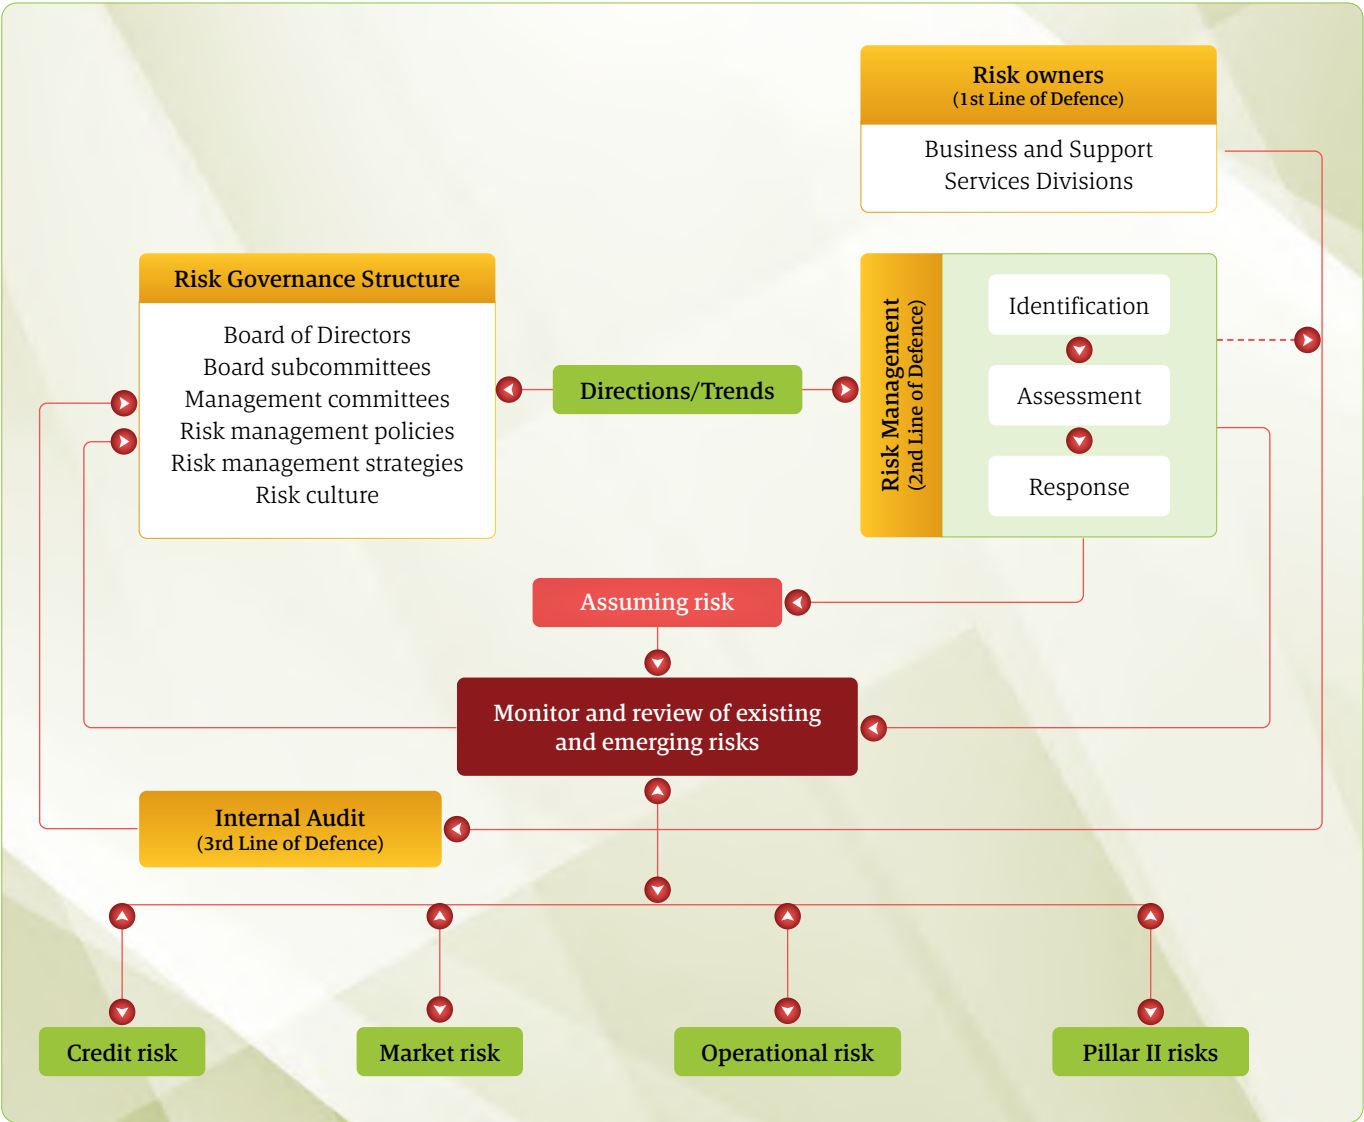 Risk owners
(1st Line of Defence)
Business and Support
Services Divisions
Risk Governance Structure
Board of Directors
Board subcommittees
Management committees
Risk management policies
Risk management strategies
Risk culture
Directions/Trends
Risk Management
(2nd Line of Defence)
Identification
Assessment
Response
Assuming risk
Monitor and review of existing
and emerging risks
Internal Audit
(3rd Line of Defence)
Credit risk
Market risk
Operational risk
Pillar II risks